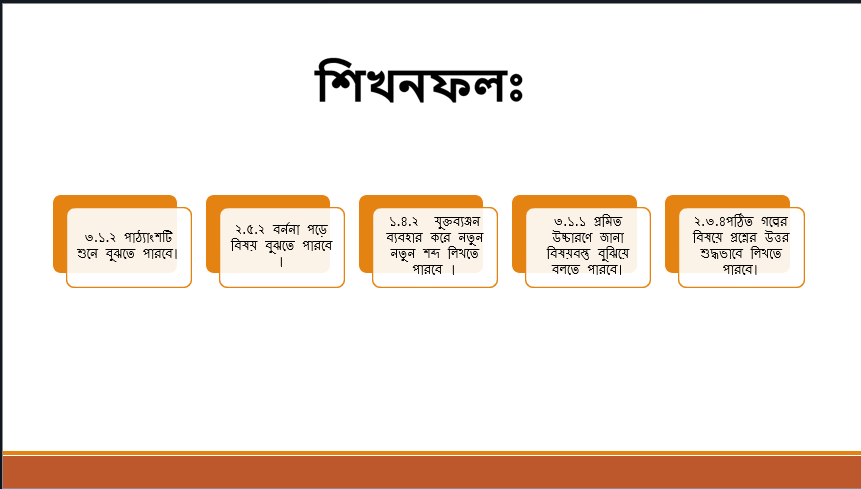 শিখনফলঃ
৩.১.২ পাঠ্যাংশটি
শুনে বুঝতে পারবে।
২.৫.২ বর্ননা পড়ে
বিষয় বুঝতে পারবে
।
১.৪.২ যুক্তব্যঞ্জন
ব্যবহার করে নতুন
নতুন শব্দ লিখতে
পারবে ।
৩.১.১ প্রমিত
উচ্চারণে জানা
বিষয়বস্তু বুঝিয়ে
বলতে পারবে।
২.৩.৪পঠিত গল্পের
বিষয়ে প্রশ্নের উত্তর
শুদ্ধভাবে লিখতে
পারবে।